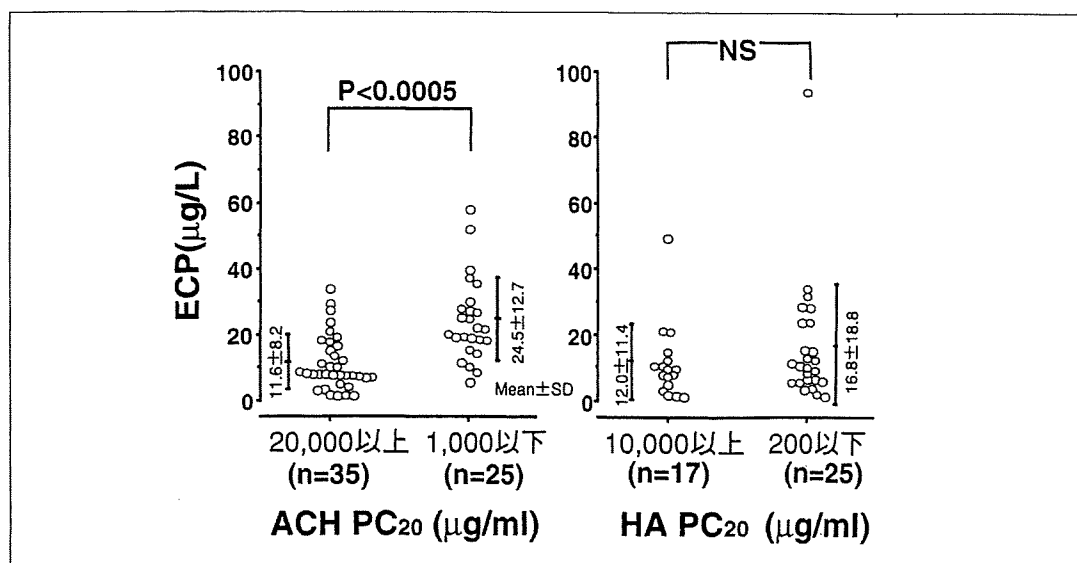 NS
P<0.0005
100
80
60
40
20
0
ECP(μg/L)
11.6±8.2
24.5±12.7
Mean±SD
20,000以上
(n=35)
1,000以下
(n=25)
ACH PC20 (μg/ml)
100
80
60
40
20
0
12.0±11.4
16.8±18.8
10,000以上
(n=17)
200以下
(n=25)
HA PC20 (μg/ml)